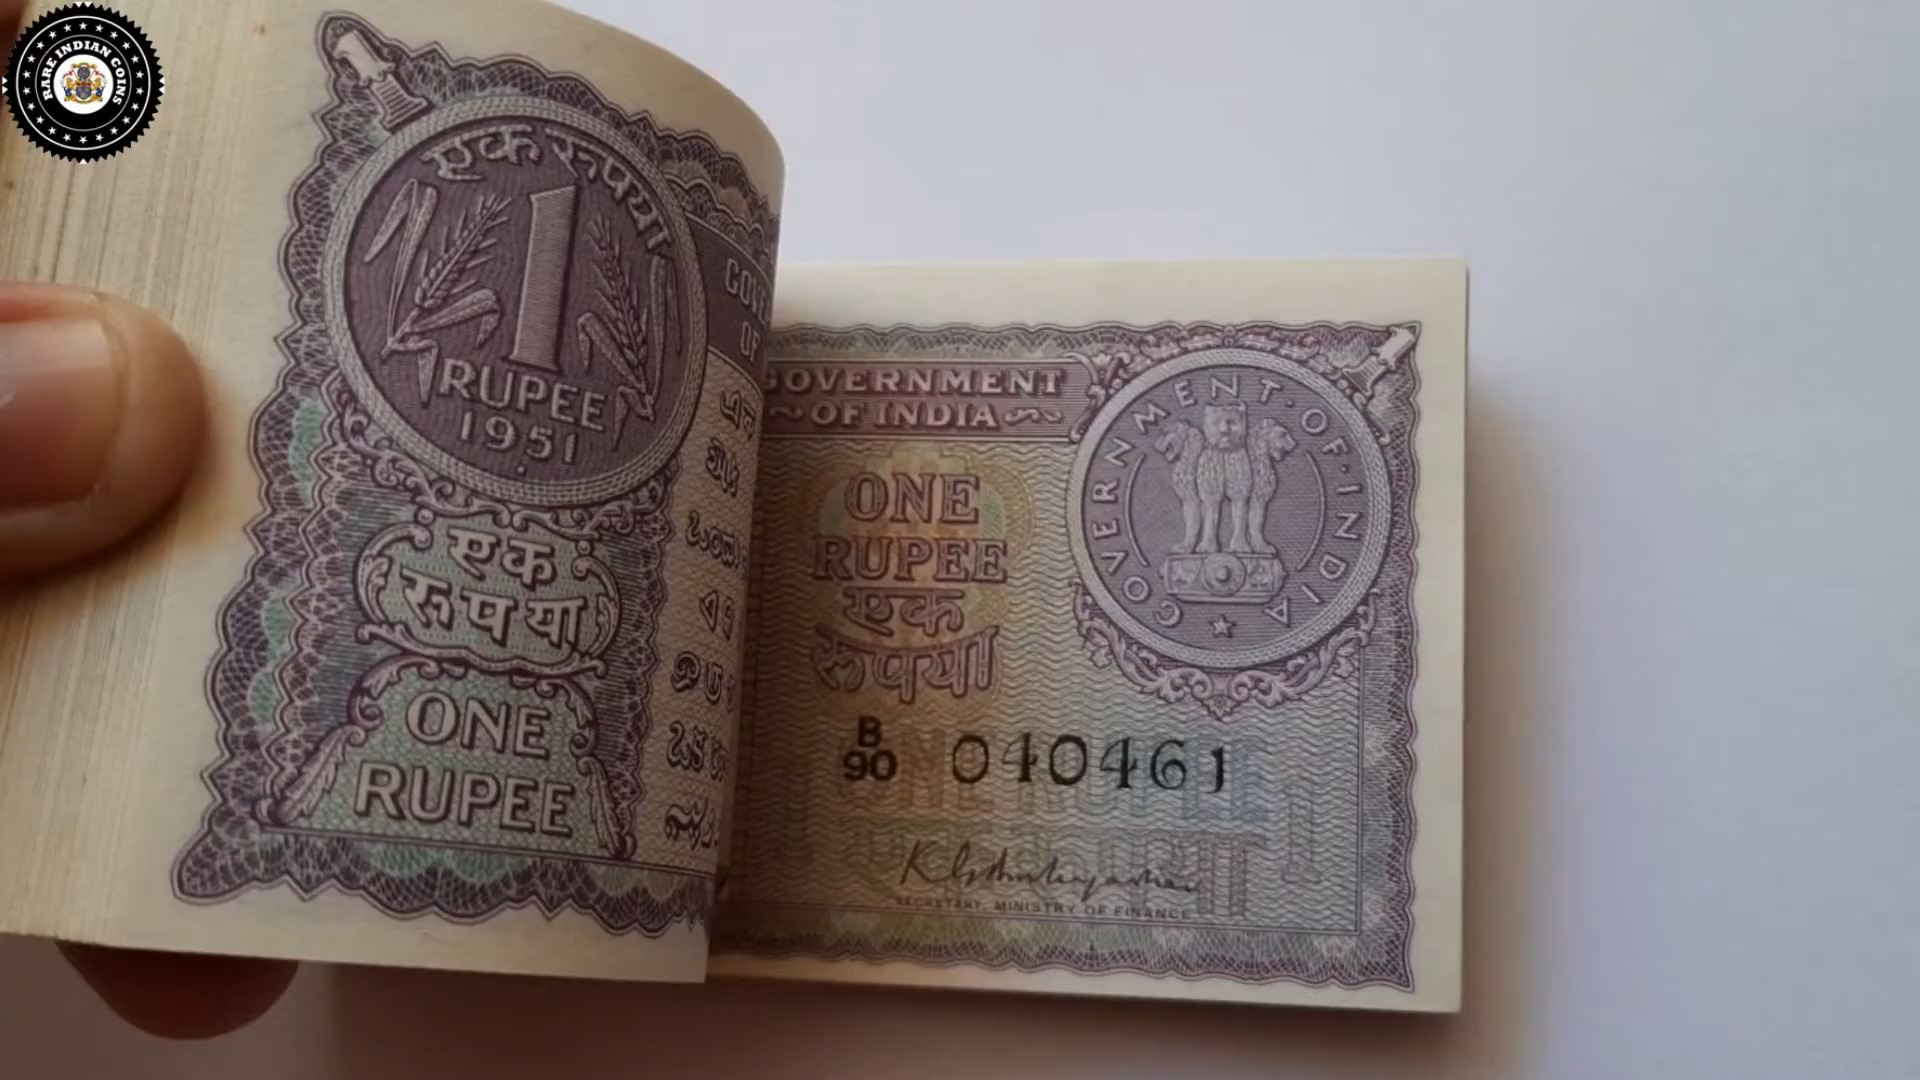 RARE INDIAN COINS
एक रूपया
1
RUPEE
1951
एक
रूपया
ONE
RUPEE
GOVERNMENT
OF INDIA
GOVERNMENT OF INDIA
ONE
RUPEE
एक
रूपया
B
90 040461
SECRETARY, MINISTRY OF FINANCE